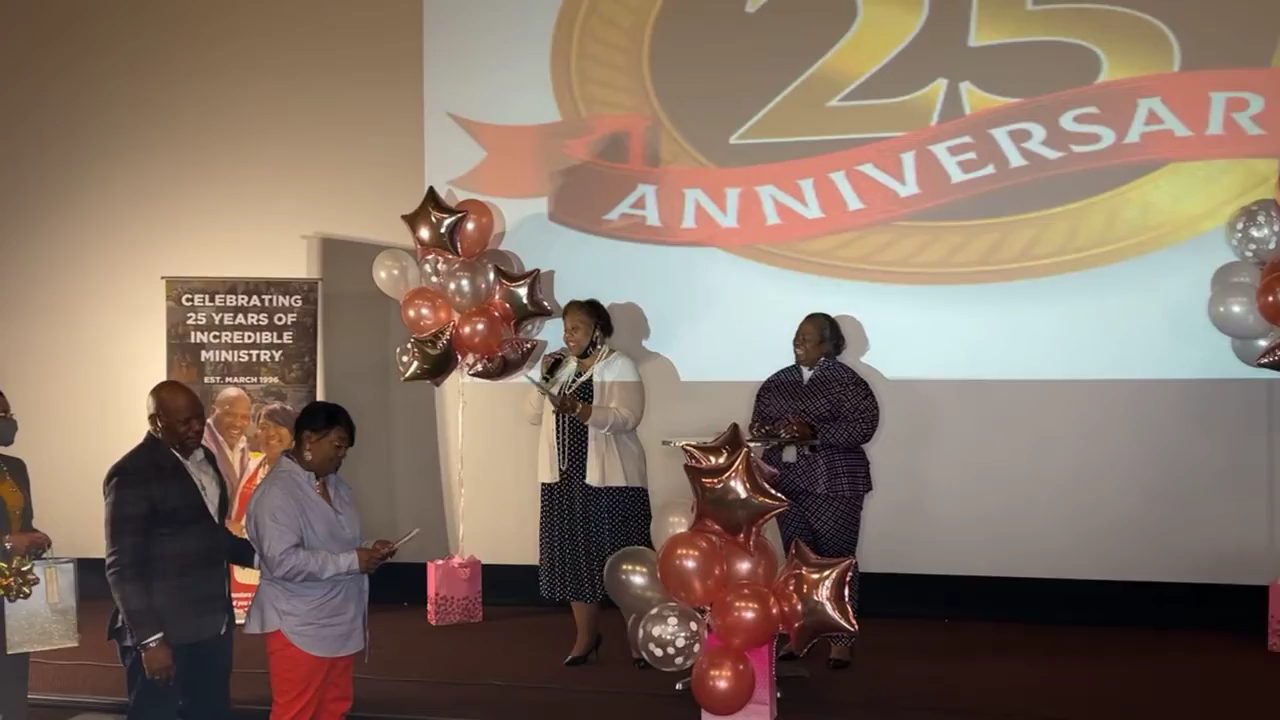 25
ANNIVERSAR
CELEBRATING
25 YEARS OF
INCREDIBLE
MINISTRY
EST. MARCH 1996